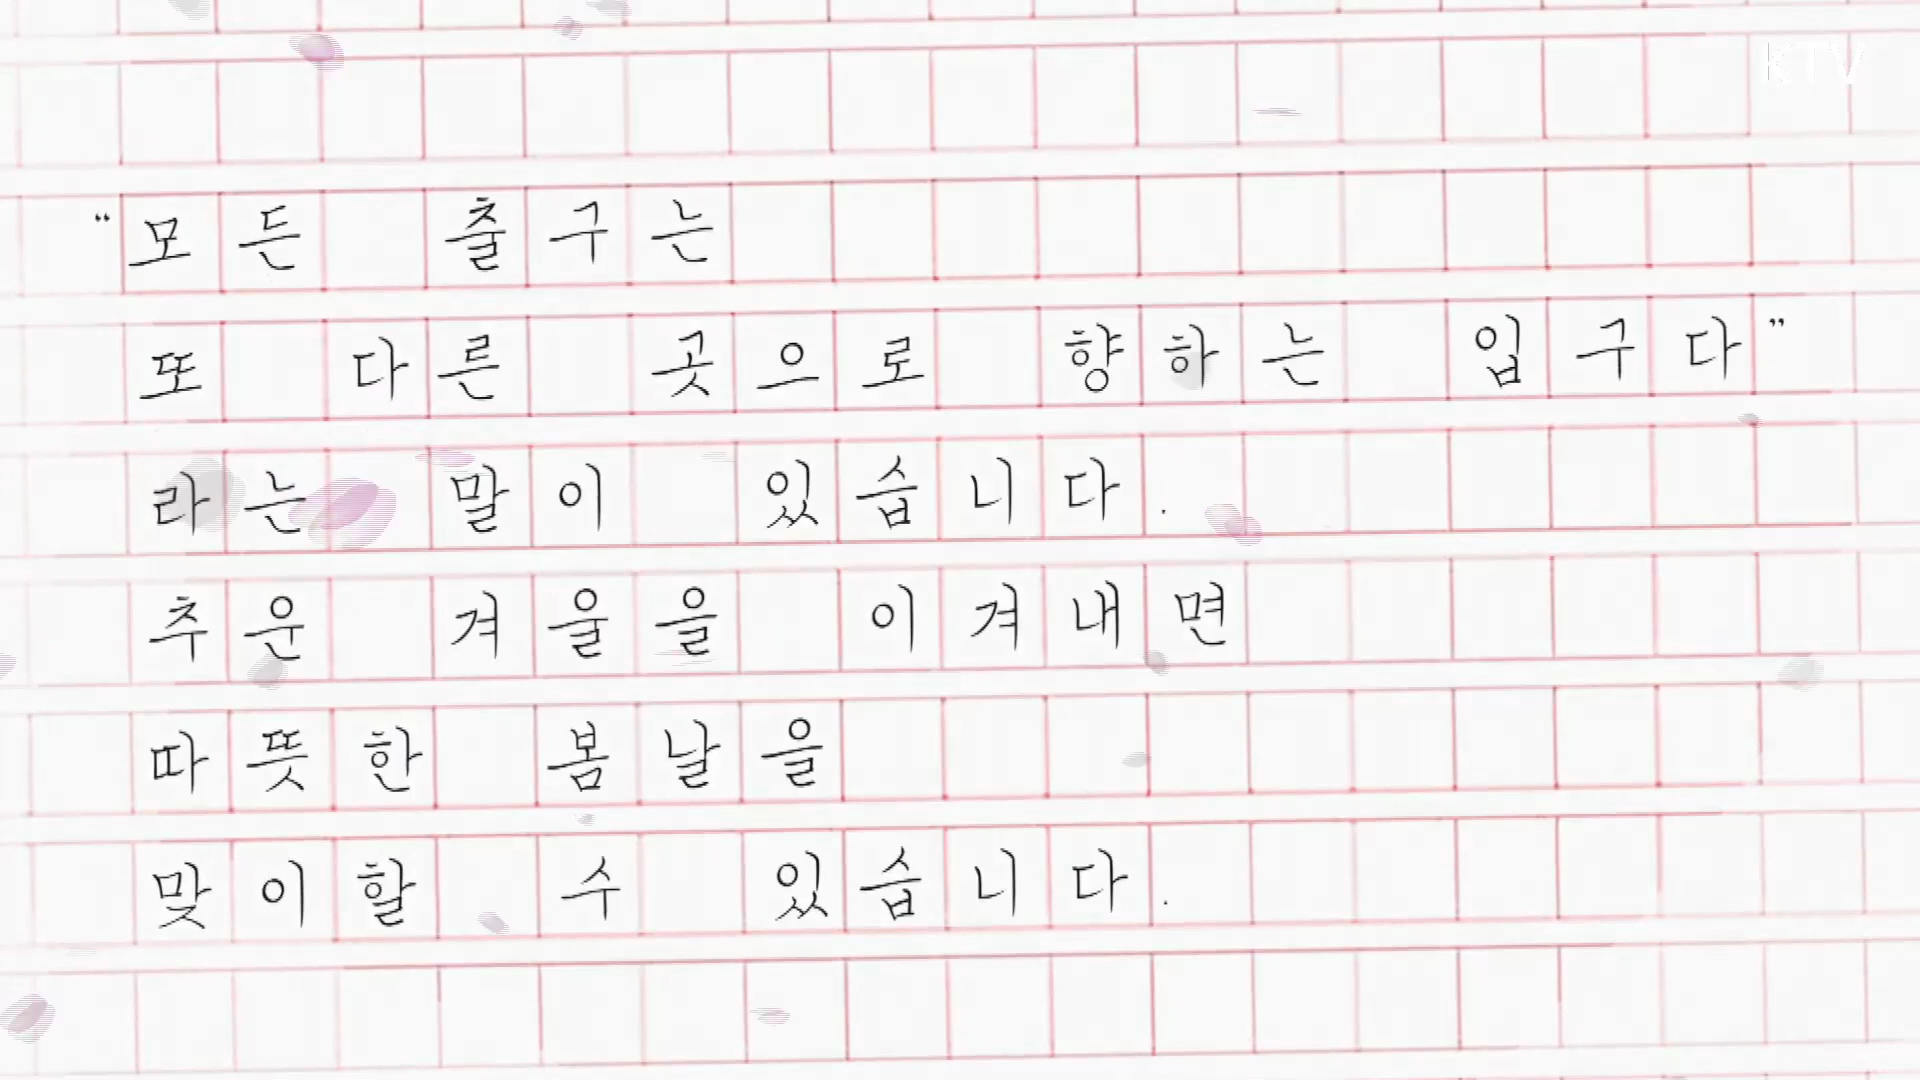 KTV
“모든 출구는
또 다른 곳으로 향하는 입구다”
라는 말이 있습니다.
추운 겨울을 이겨내면
따뜻한 봄날을
맞이할 수 있습니다.